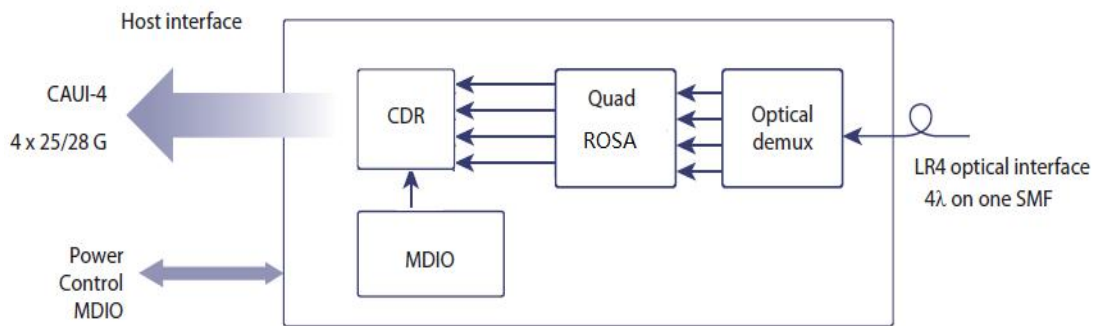 Host interface
CAUI-4
4 x 25/28 G
CDR
Quad
ROSA
Optical
demux
LR4 optical interface
4λ on one SMF
MDIO
Power
Control
MDIO